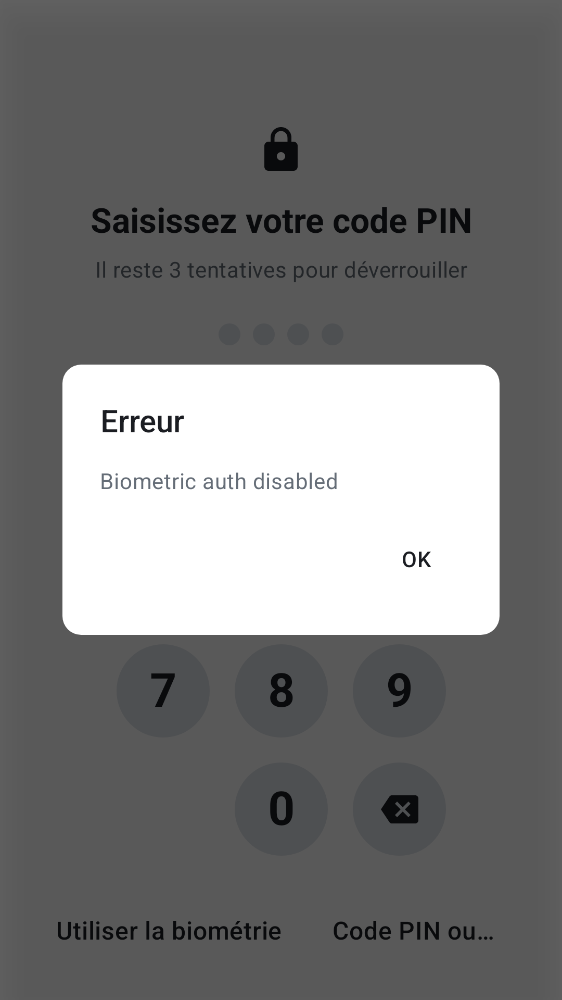 Saisissez votre code PIN
Il reste 3 tentatives pour déverrouiller
Erreur
Biometric auth disabled
OK
7 8 9
0
Utiliser la biométrie Code PIN ou…